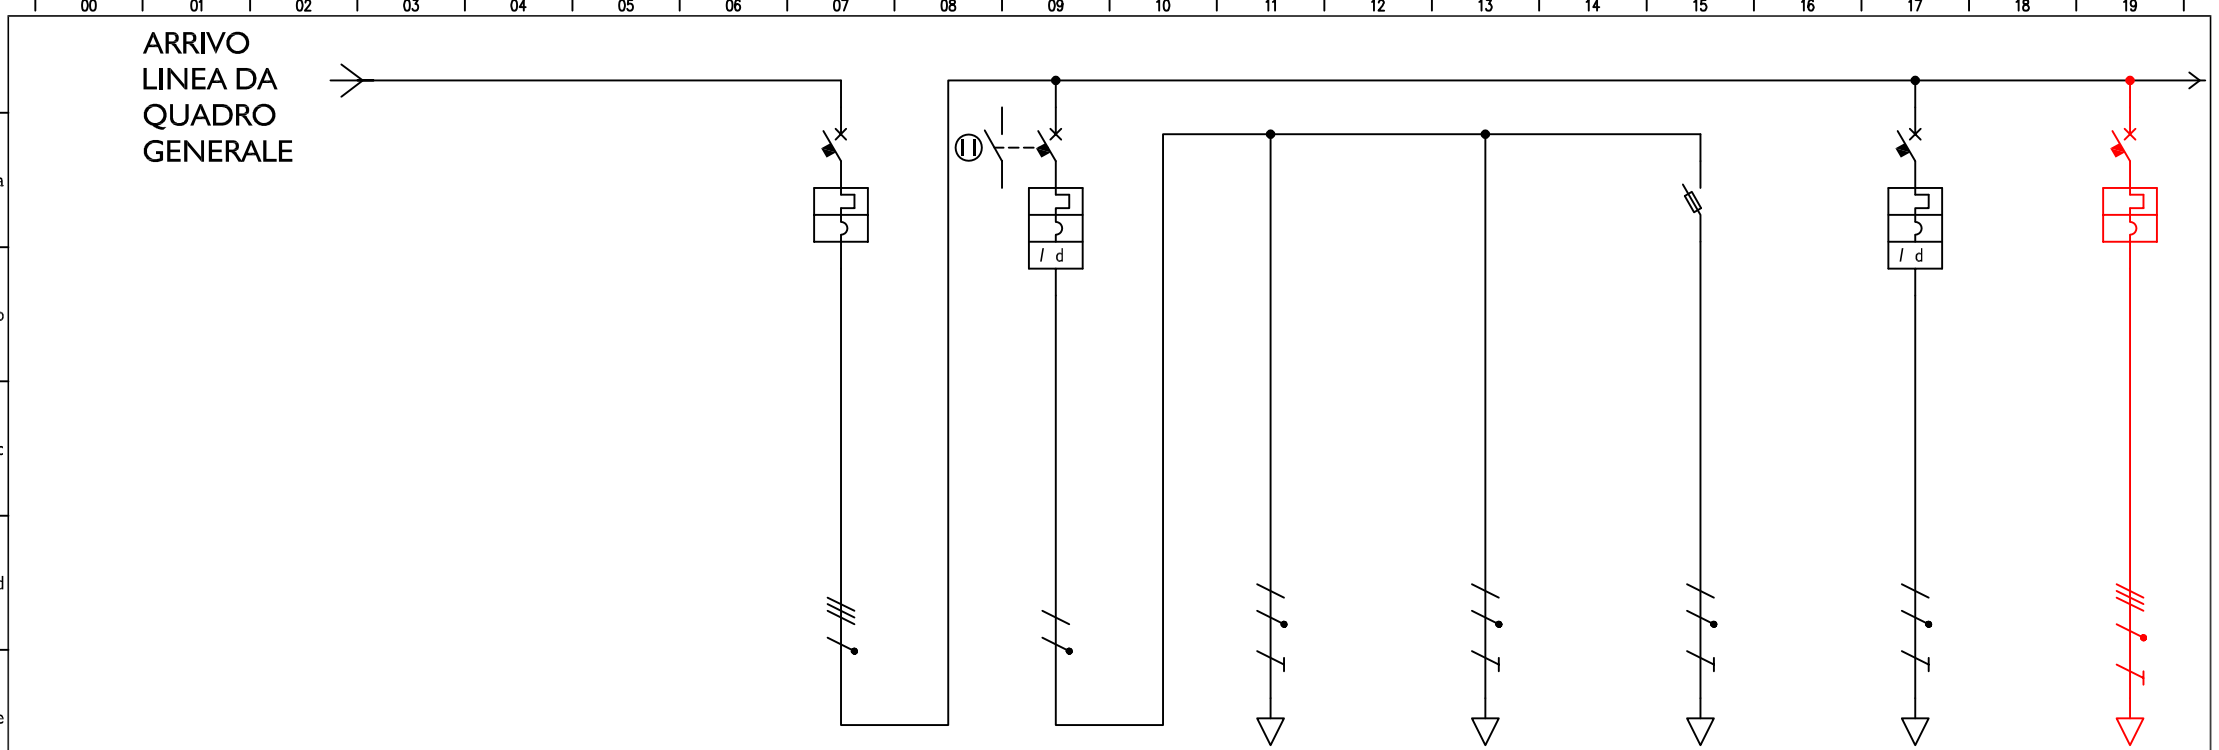 00 01 02 03 04 05 06 07 08 09 10 11 12 13 14 15 16 17 18 19
ARRIVO
LINEA DA
QUADRO
GENERALE
a
I d
I d
b
c
d
e